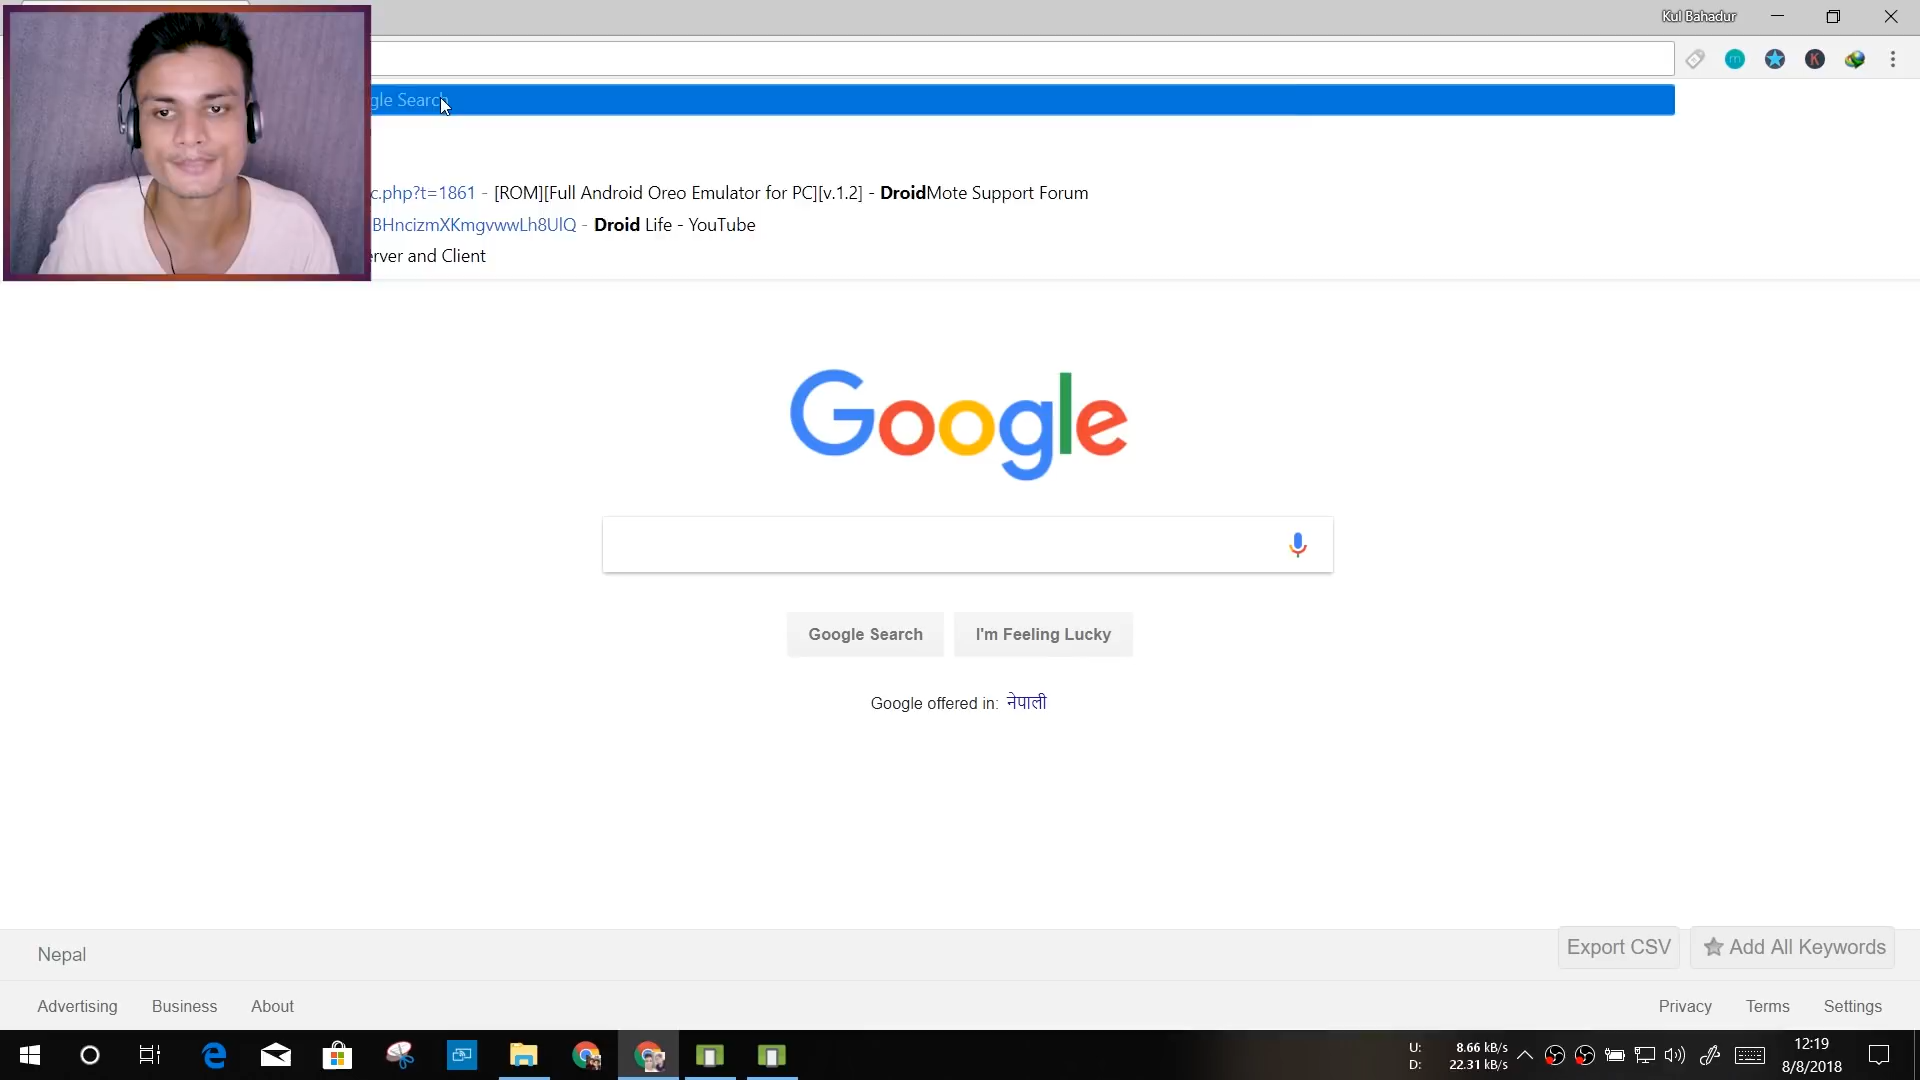 Kul Bahadur
gle Search
c.php?t=1861 - [ROM][Full Android Oreo Emulator for PC][v.1.2] - DroidMote Support Forum
BHncizmXKmgvwwLh8UlQ - Droid Life - YouTube
erver and Client
Google
Google Search
I'm Feeling Lucky
Google offered in: नेपाली
Nepal
Export CSV
Add All Keywords
Advertising
Business
About
Privacy
Terms
Settings
U: 8.66 kB/s
D: 22.31 kB/s
12:19
8/8/2018